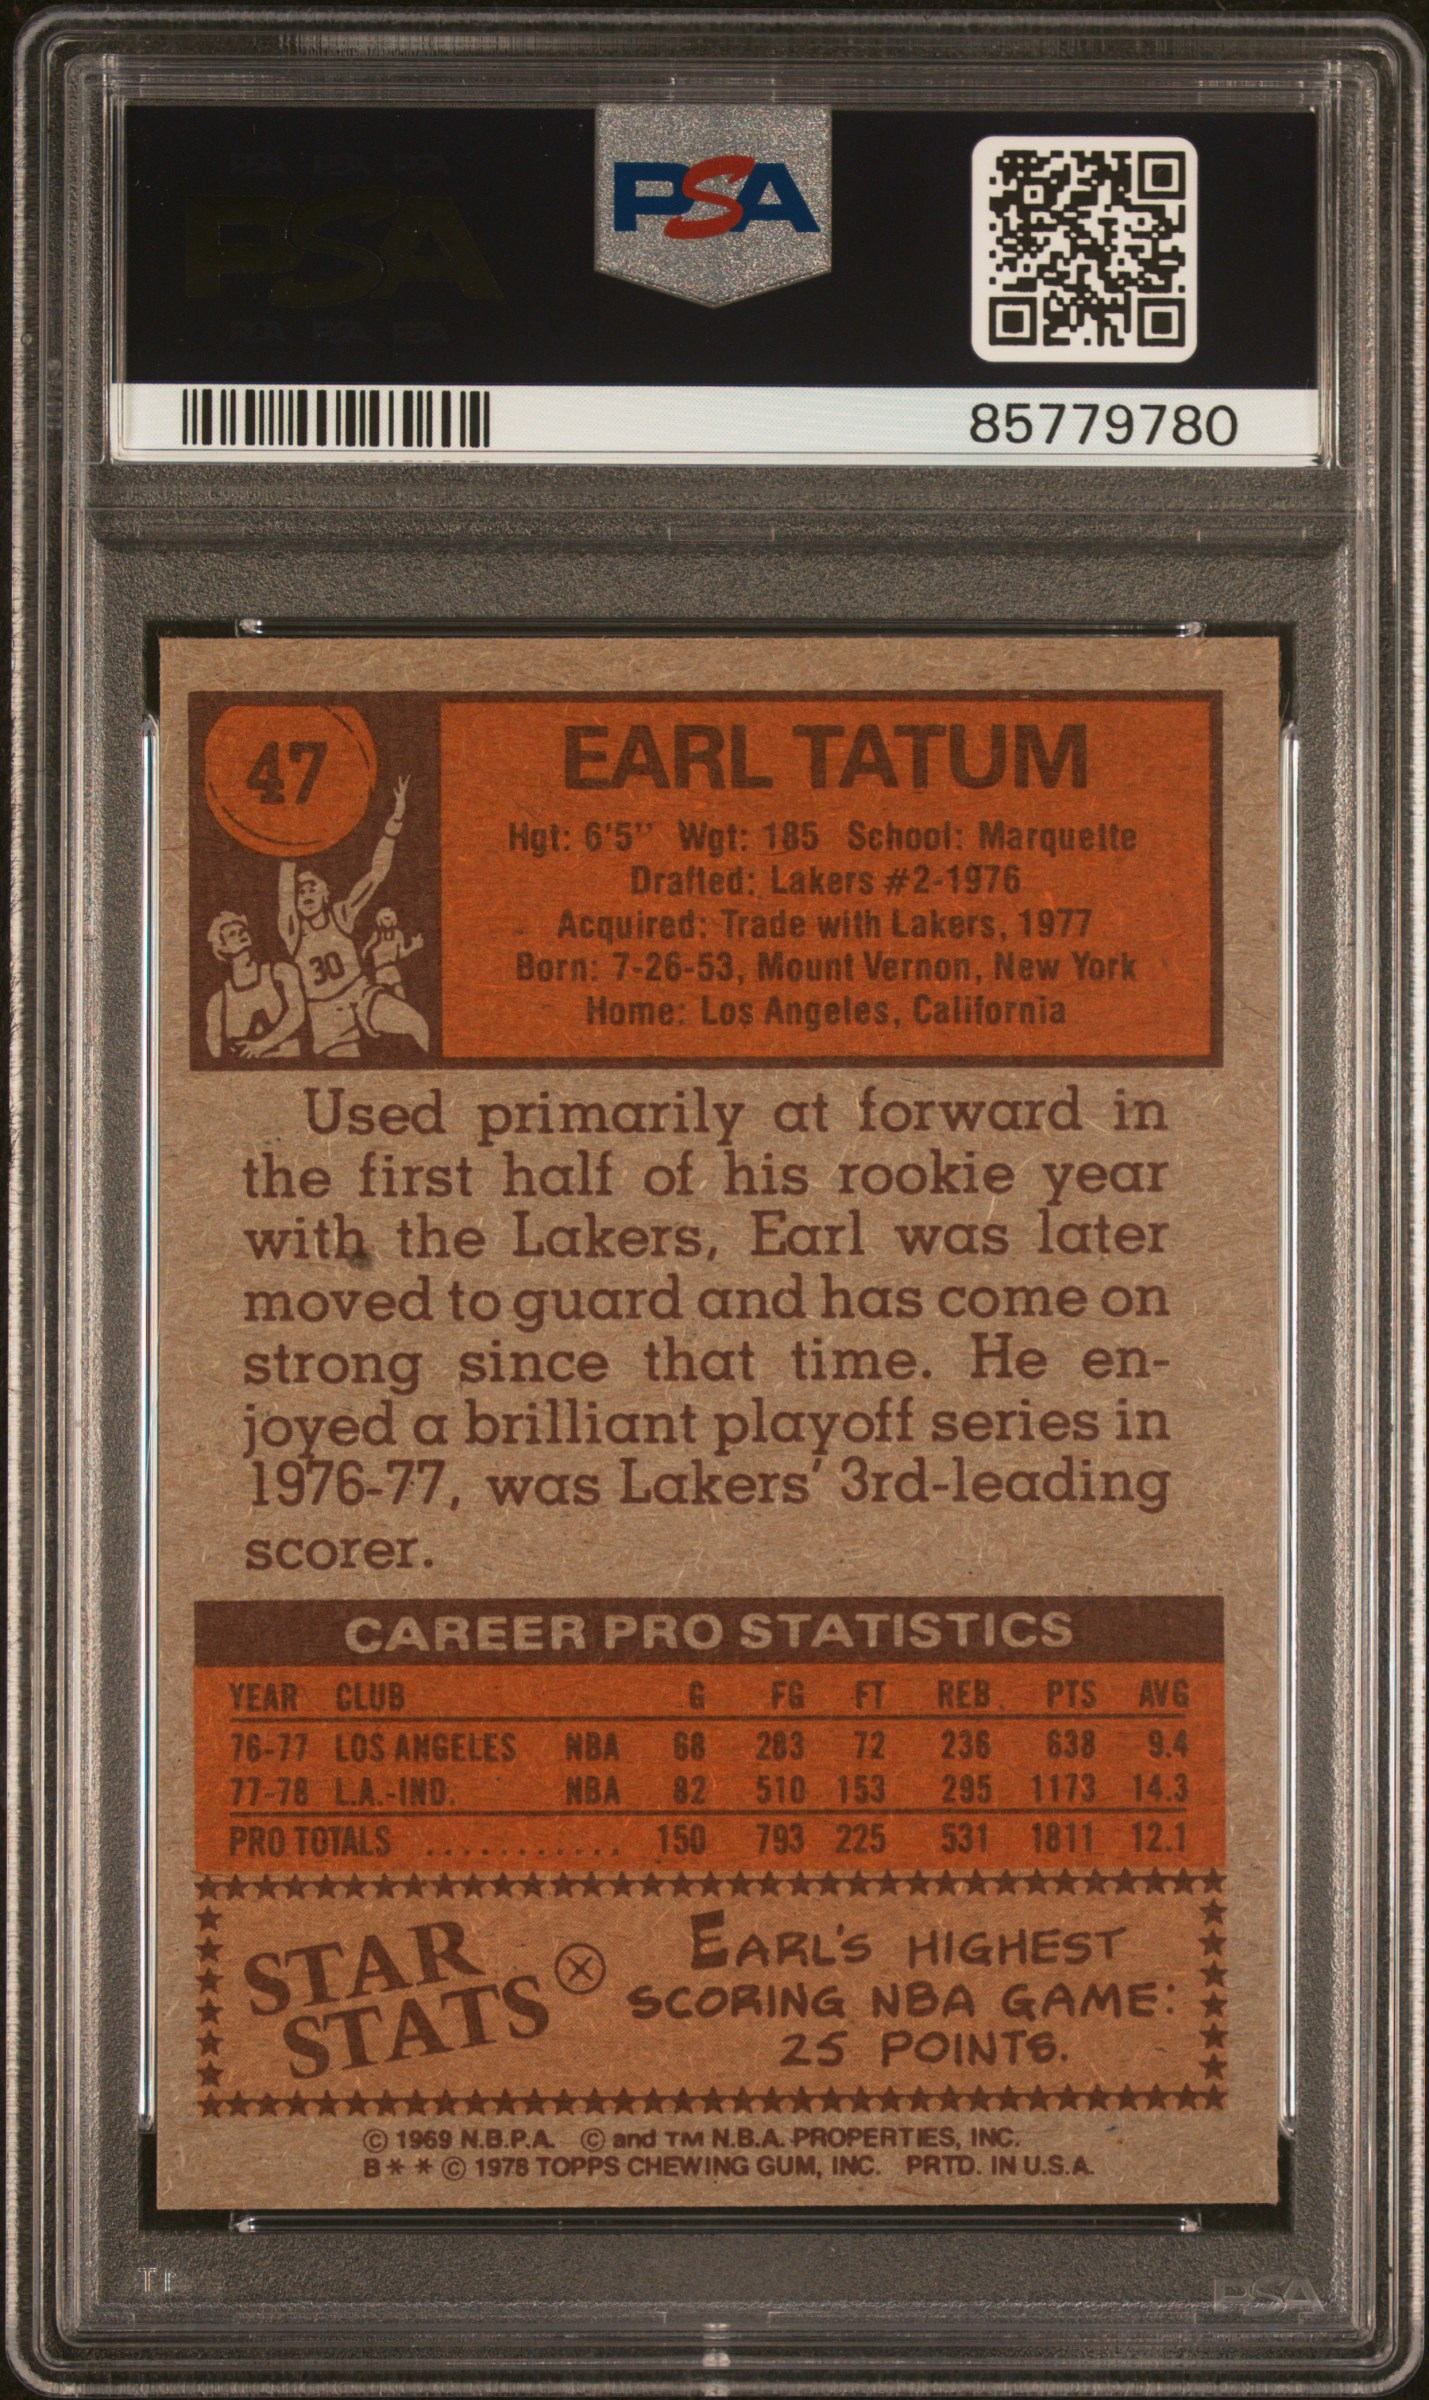 PSA
PSA
85779780
47
EARL TATUM
Hgt: 6'5" Wgt: 185 School: Marquette
Drafted: Lakers #2-1976
Acquired: Trade with Lakers, 1977
Born: 7-26-53, Mount Vernon, New York
Home: Los Angeles, California
30
Used primarily at forward in
the first half of his rookie year
with the Lakers, Earl was later
moved to guard and has come on
strong since that time. He en-
joyed a brilliant playoff series in
1976-77, was Lakers' 3rd-leading
scorer.
CAREER PRO STATISTICS
YEAR CLUB G FG FT REB. PTS AVG
76-77 LOS ANGELES NBA 68 283 72 236 638 9.4
77-78 L.A.-IND. NBA 82 510 153 295 1173 14.3
PRO TOTALS ........... 150 793 225 531 1811 12.1
STAR
STATS
EARL'S HIGHEST
SCORING NBA GAME:
25 POINTS.
© 1969 N.B.P.A. © and TM N.B.A. PROPERTIES, INC.
B * * © 1978 TOPPS CHEWING GUM, INC. PRTD. IN U.S.A.
PSA